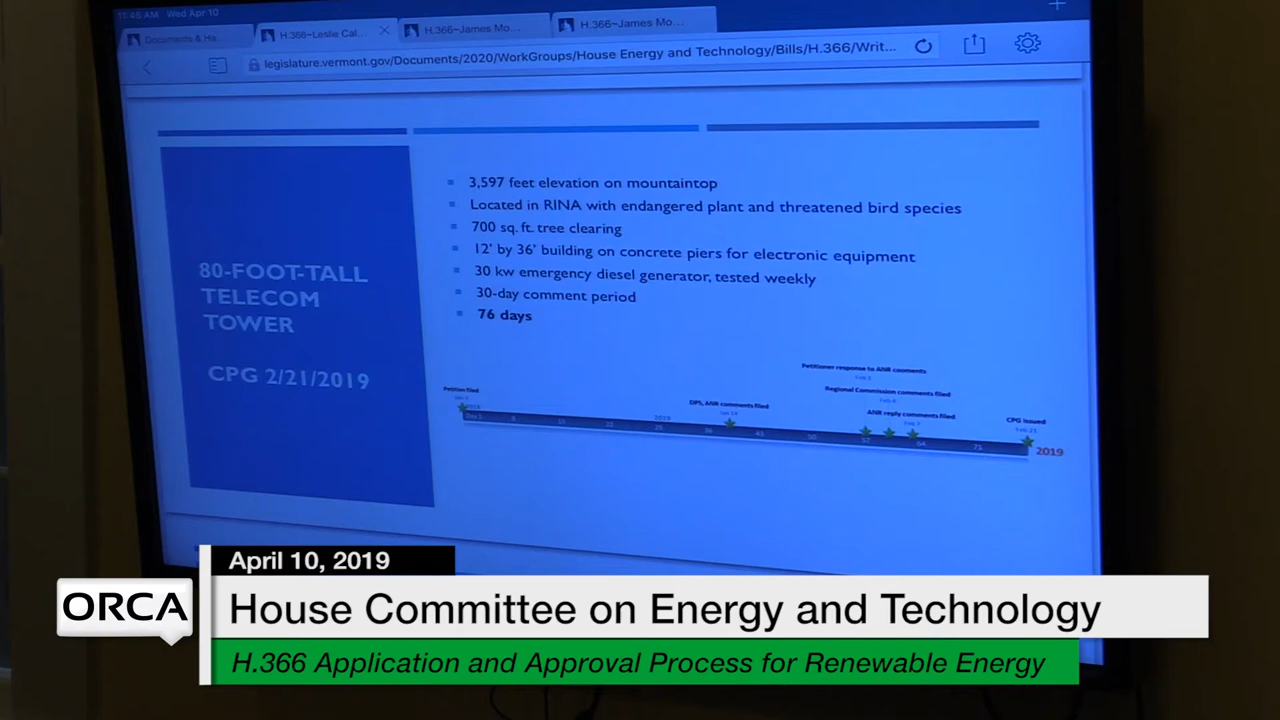 11:45 AM Wed Apr 10
Documents & Ha...
H.366~Leslie Cal...
H.366~James Mo...
H.366~James Mo...
legislature.vermont.gov/Documents/2020/WorkGroups/House Energy and Technology/Bills/H.366/Writ...
80-FOOT-TALL
TELECOM
TOWER
CPG 2/21/2019
3,597 feet elevation on mountaintop
Located in RINA with endangered plant and threatened bird species
700 sq. ft. tree clearing
12' by 36' building on concrete piers for electronic equipment
30 kw emergency diesel generator, tested weekly
30-day comment period
76 days
Petitioner response to ANR comments
Regional Commission comments filed
Petition filed
DPS, ANR comments filed
ANR reply comments filed
CPG issued
Feb 21
2019
2019
April 10, 2019
ORCA
House Committee on Energy and Technology
H.366 Application and Approval Process for Renewable Energy